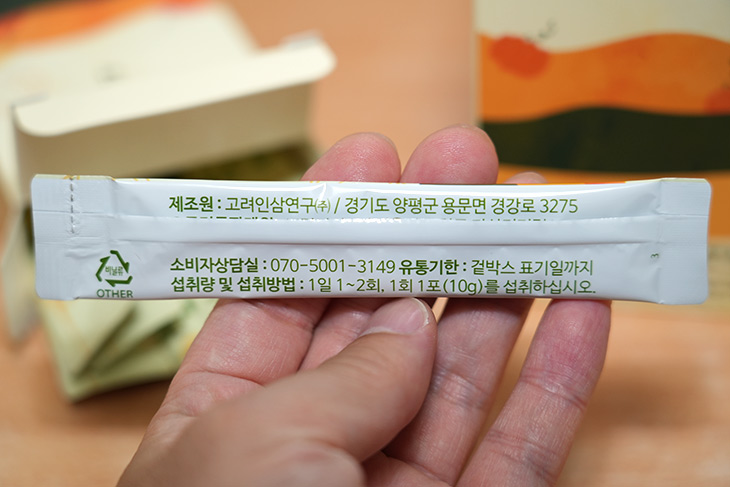 제조원 : 고려인삼연구(주) / 경기도 양평군 용문면 경강로 3275
소비자상담실 : 070-5001-3149 유통기한 : 겉박스 표기일까지
섭취량 및 섭취방법 : 1일 1~2회, 1회 1포(10g)를 섭취하십시오.
비닐류
OTHER